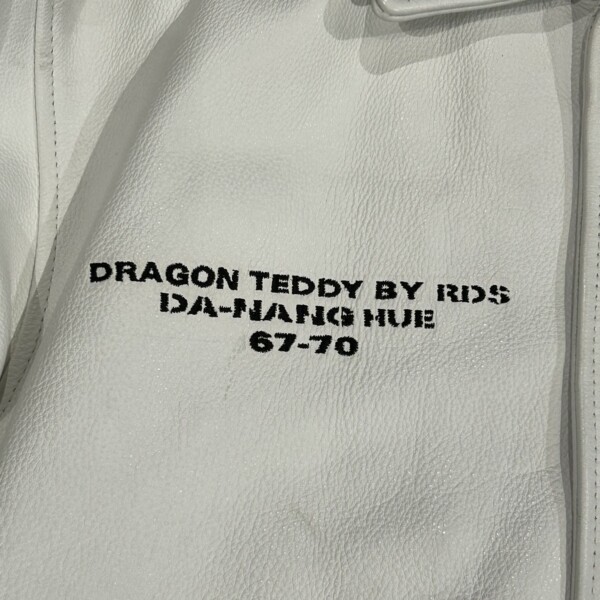 DRAGON TEDDY BY RDS
DA-NANG HUE
67-70